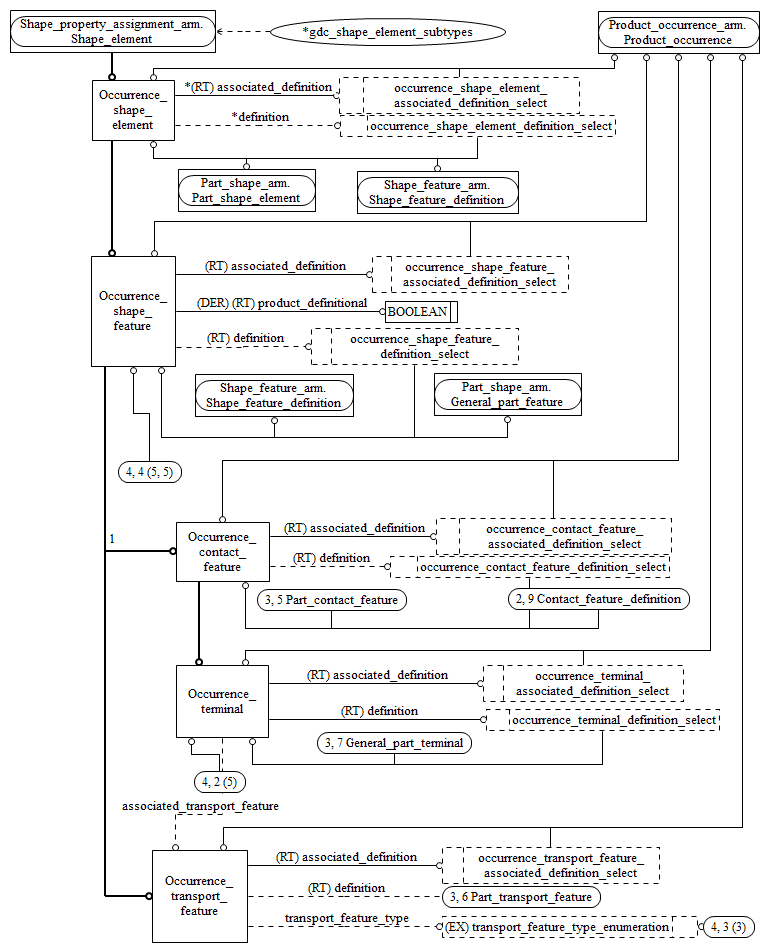 Shape_property_assignment_arm.
Shape_element
*gdc_shape_element_subtypes
Product_occurrence_arm.
Product_occurrence
Occurrence_
shape_
element
*(RT) associated_definition
occurrence_shape_element_
associated_definition_select
*definition
occurrence_shape_element_definition_select
Part_shape_arm.
Part_shape_element
Shape_feature_arm.
Shape_feature_definition
Occurrence_
shape_
feature
(RT) associated_definition
occurrence_shape_feature_
associated_definition_select
(DER) (RT) product_definitional
BOOLEAN
(RT) definition
occurrence_shape_feature_
definition_select
Shape_feature_arm.
Shape_feature_definition
Part_shape_arm.
General_part_feature
4, 4 (5, 5)
1
Occurrence_
contact_
feature
(RT) associated_definition
occurrence_contact_feature_
associated_definition_select
(RT) definition
occurrence_contact_feature_definition_select
3, 5 Part_contact_feature
2, 9 Contact_feature_definition
Occurrence_
terminal
(RT) associated_definition
occurrence_terminal_
associated_definition_select
(RT) definition
occurrence_terminal_definition_select
3, 7 General_part_terminal
4, 2 (5)
associated_transport_feature
Occurrence_
transport_
feature
(RT) associated_definition
occurrence_transport_feature_
associated_definition_select
(RT) definition
3, 6 Part_transport_feature
transport_feature_type
(EX) transport_feature_type_enumeration
4, 3 (3)